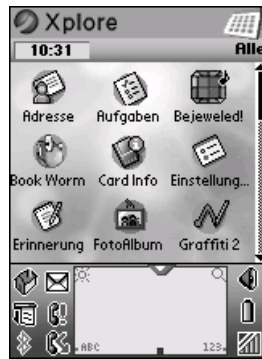 Xplore
10:31 Alle
Adresse Aufgaben Bejeweled!
Book Worm Card Info Einstellung...
Erinnerung FotoAlbum Graffiti 2
ABC 123